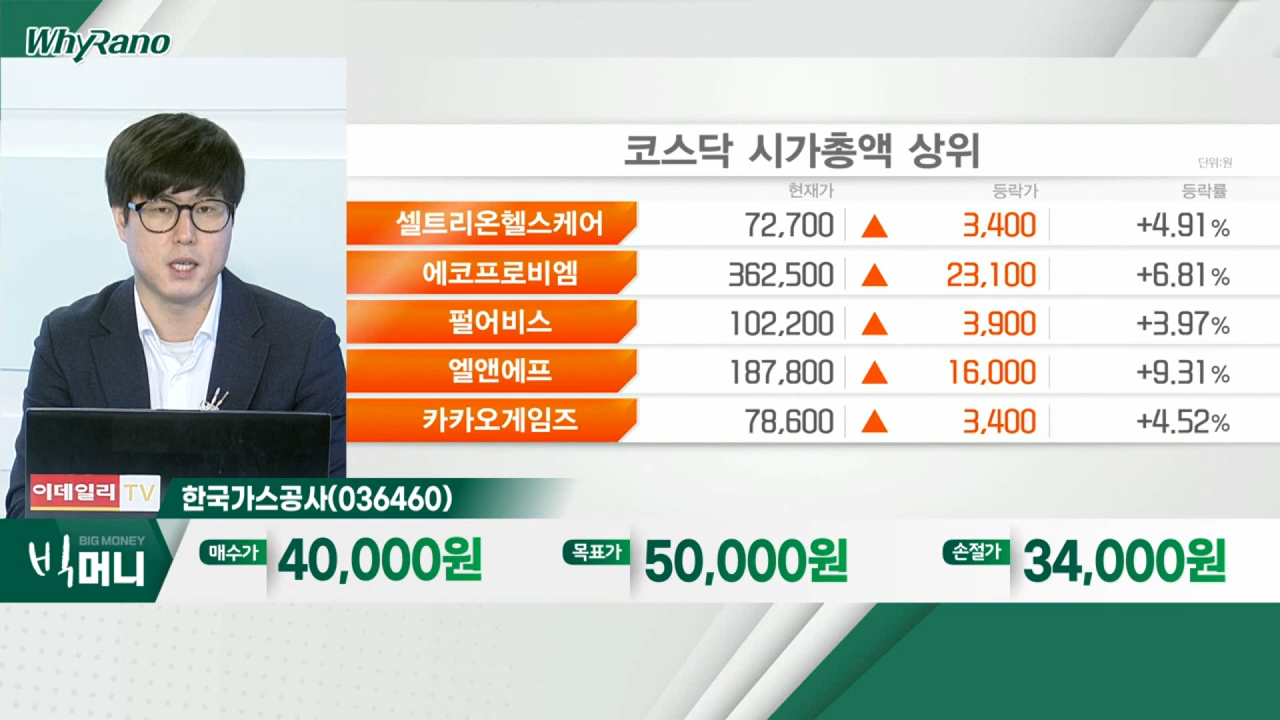 WhyRano
코스닥 시가총액 상위
단위:원
현재가 등락가 등락률
셀트리온헬스케어 72,700 ▲ 3,400 +4.91%
에코프로비엠 362,500 ▲ 23,100 +6.81%
펄어비스 102,200 ▲ 3,900 +3.97%
엘앤에프 187,800 ▲ 16,000 +9.31%
카카오게임즈 78,600 ▲ 3,400 +4.52%
이데일리 TV 한국가스공사(036460)
BIG MONEY
빅머니 매수가 40,000원 목표가 50,000원 손절가 34,000원